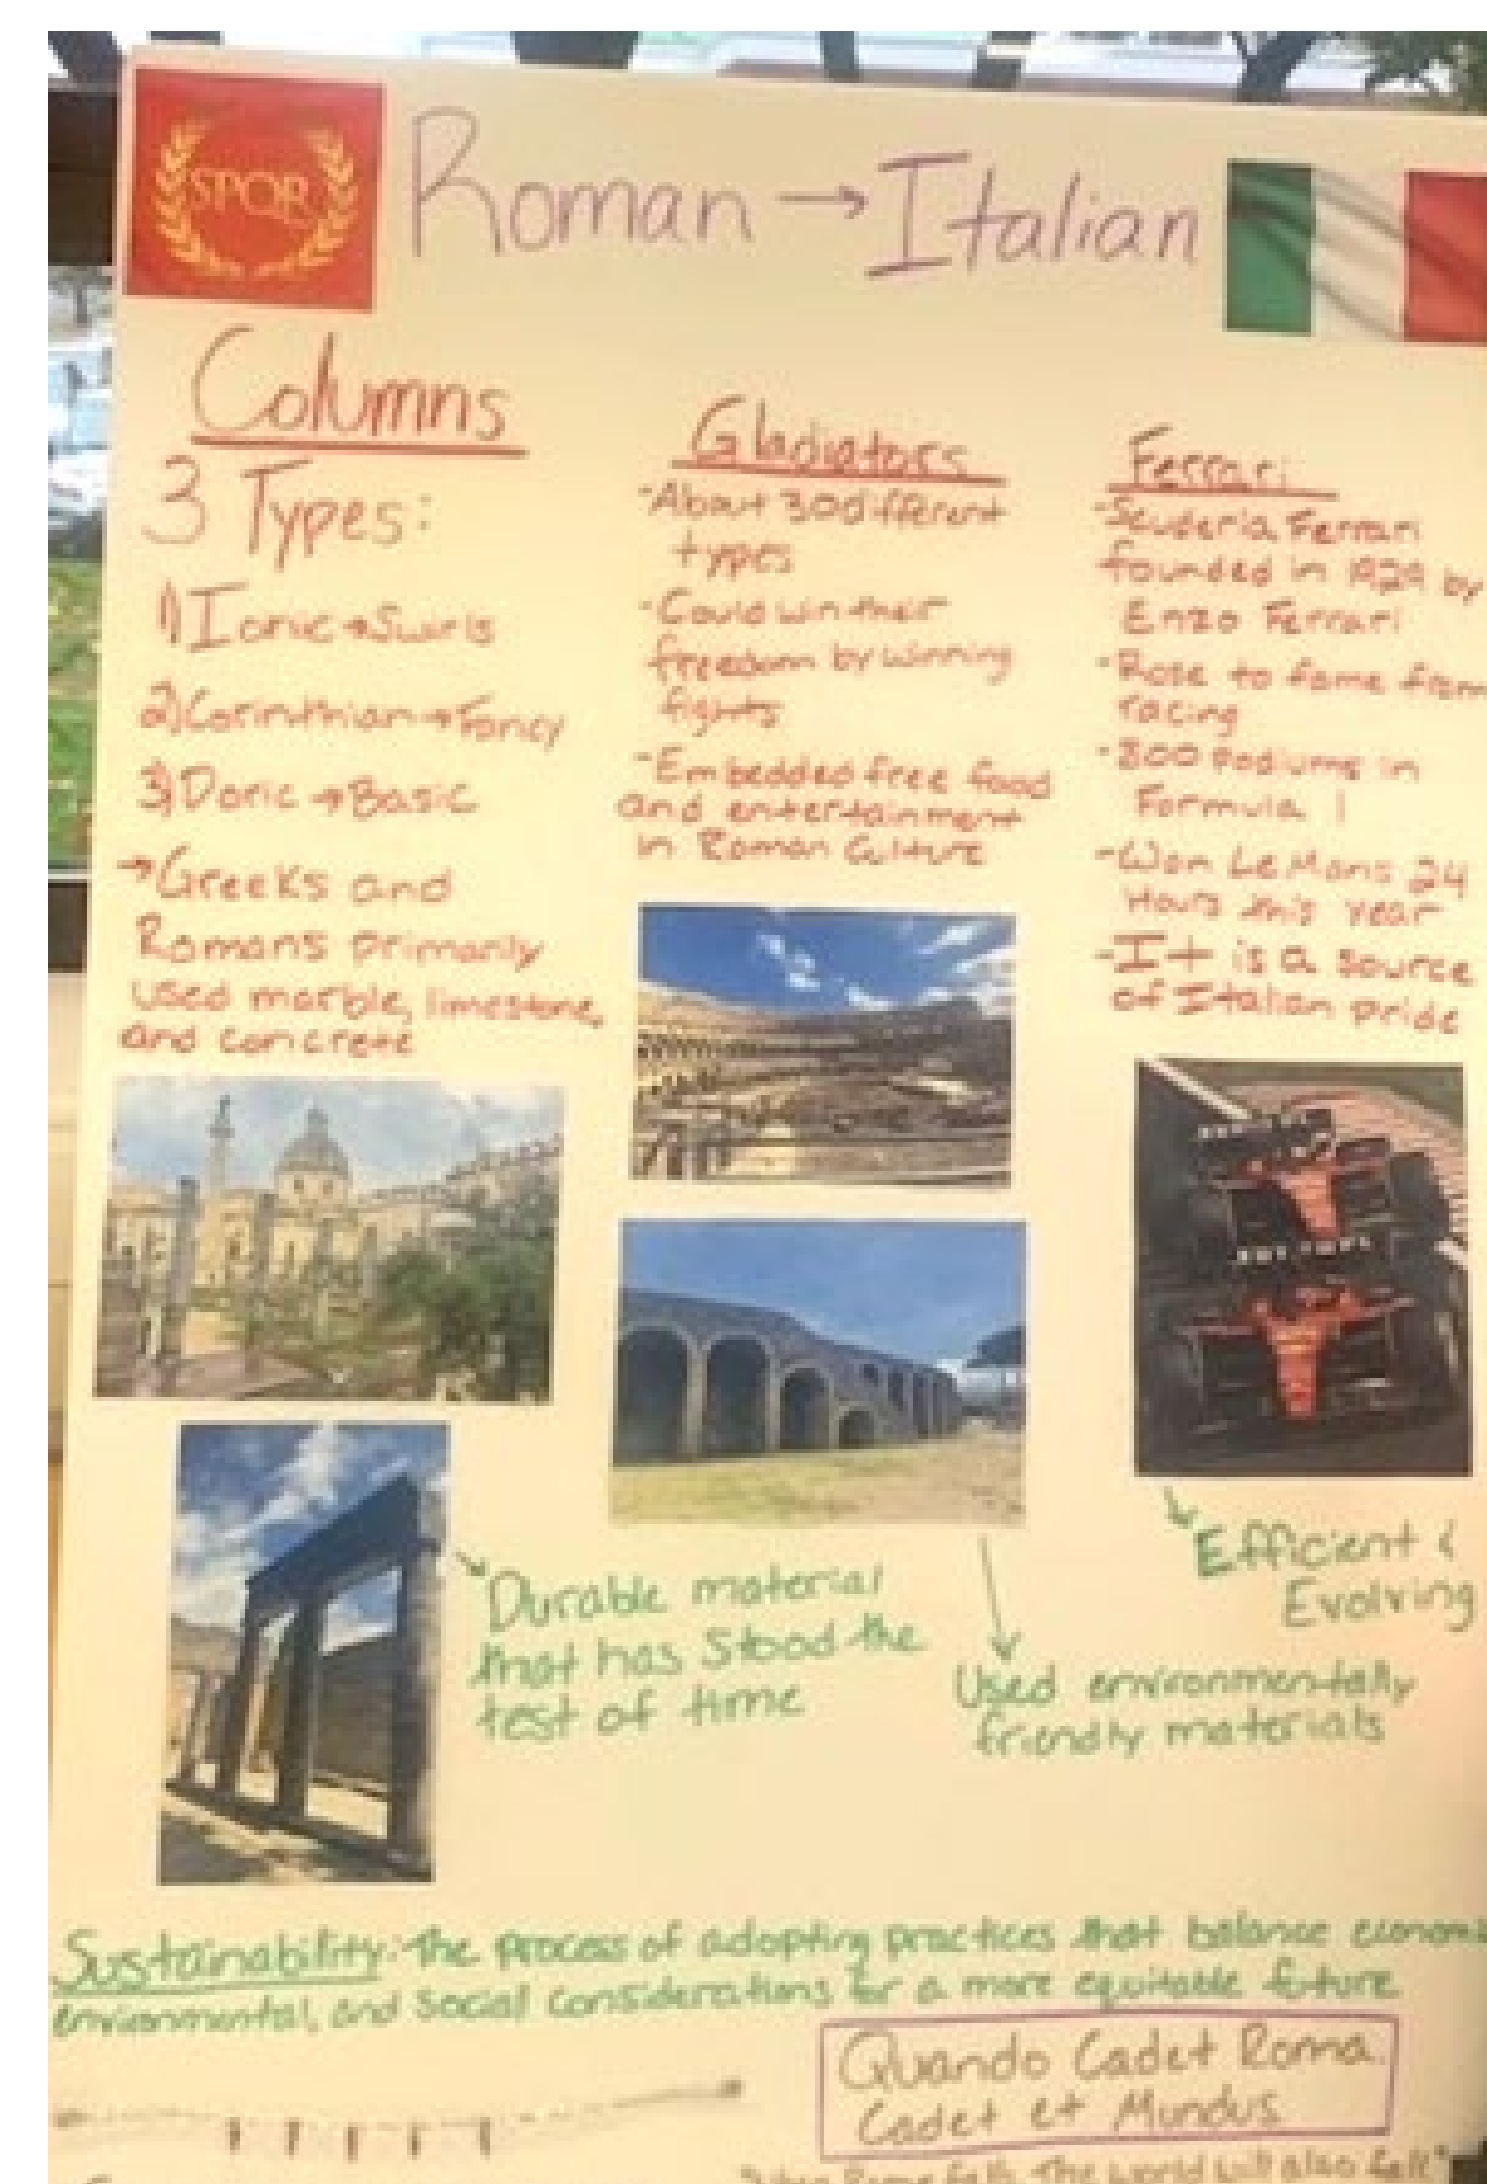 SPQR
Roman → Italian
Columns
3 Types:
1) Ionic → Swirls
2) Corinthian → Fancy
3) Doric → Basic
→ Greeks and
Romans primarily
used marble, limestone,
and concrete
Gladiators
- About 30 different
types
- Could win their
freedom by winning
fights
- Embedded free food
and entertainment
in Roman Culture
Ferrari
- Scuderia Ferrari
founded in 1929 by
Enzo Ferrari
- Rose to fame from
racing
- 800 Podiums in
Formula 1
- Won Le Mans 24
Hours this year
- It is a source
of Italian pride
Durable material
that has stood the
test of time
Used environmentally
friendly materials
Efficient &
Evolving
Sustainability: the process of adopting practices that balance
environmental, and social considerations for a more equitable future
Quando Cadet Roma
Cadet et Mundus
"When Rome falls, the world will also fall"